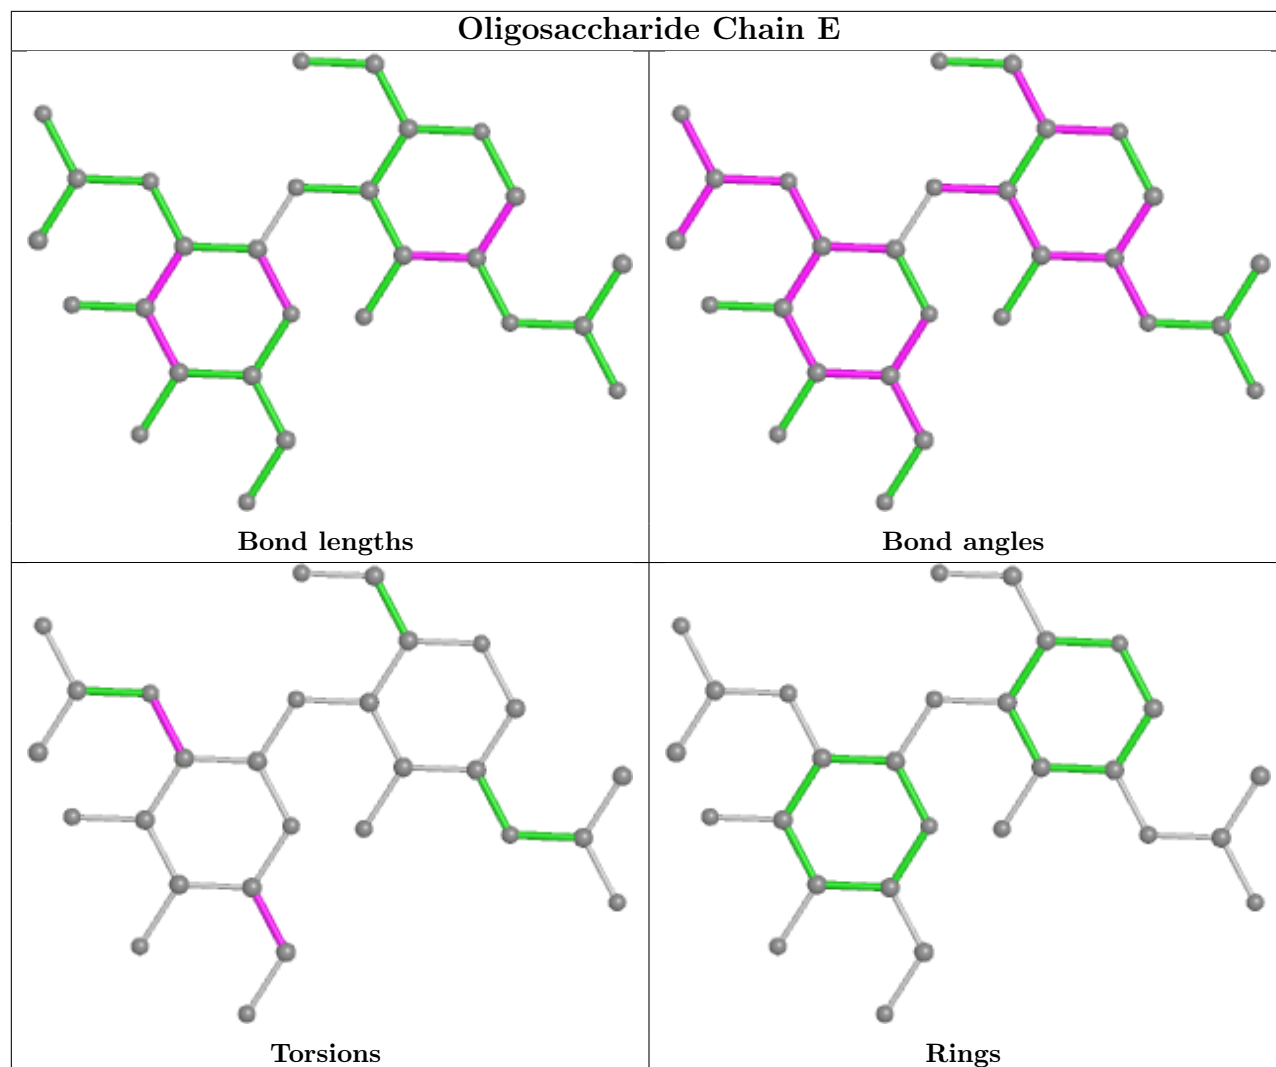 Oligosaccharide Chain E
Bond lengths
Bond angles
Torsions
Rings